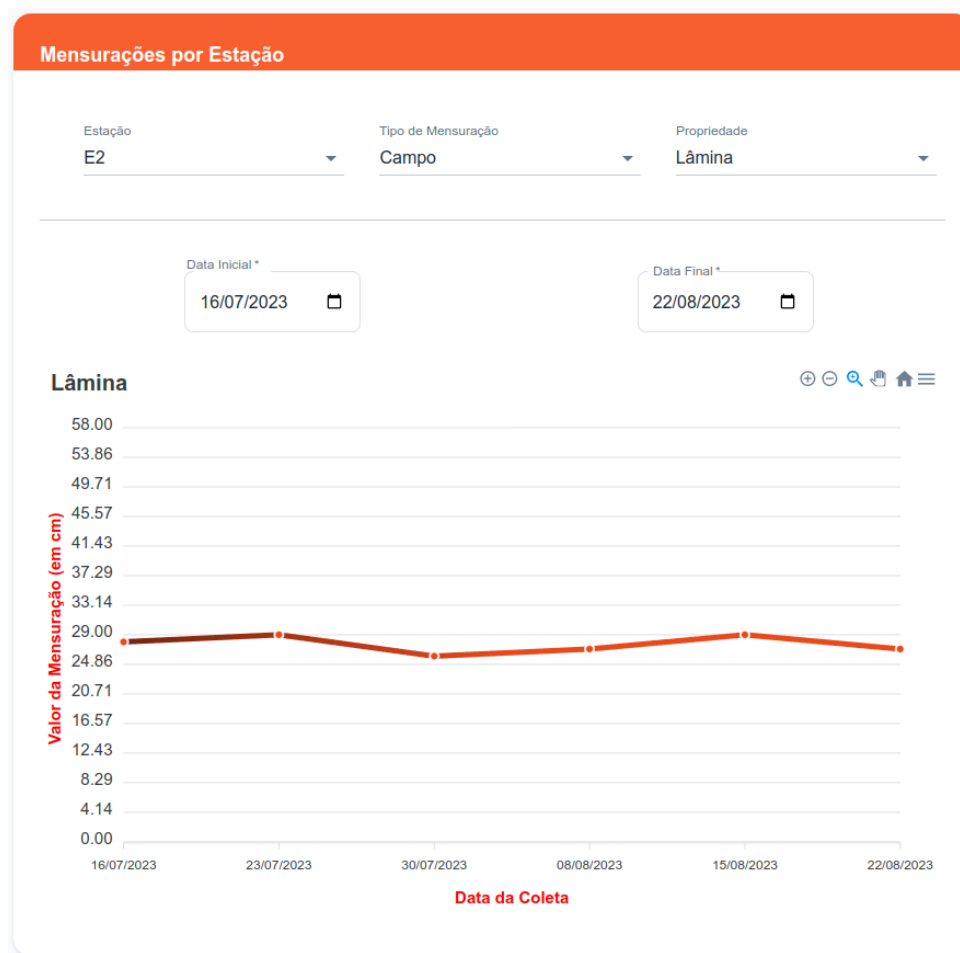 Mensurações por Estação
Estação
Tipo de Mensuração
Propriedade
E2
Campo
Lâmina
Data Inicial *
Data Final *
16/07/2023
22/08/2023
Lâmina
Valor da Mensuração (em cm)
58.00
53.86
49.71
45.57
41.43
37.29
33.14
29.00
24.86
20.71
16.57
12.43
8.29
4.14
0.00
16/07/2023
23/07/2023
30/07/2023
08/08/2023
15/08/2023
22/08/2023
Data da Coleta